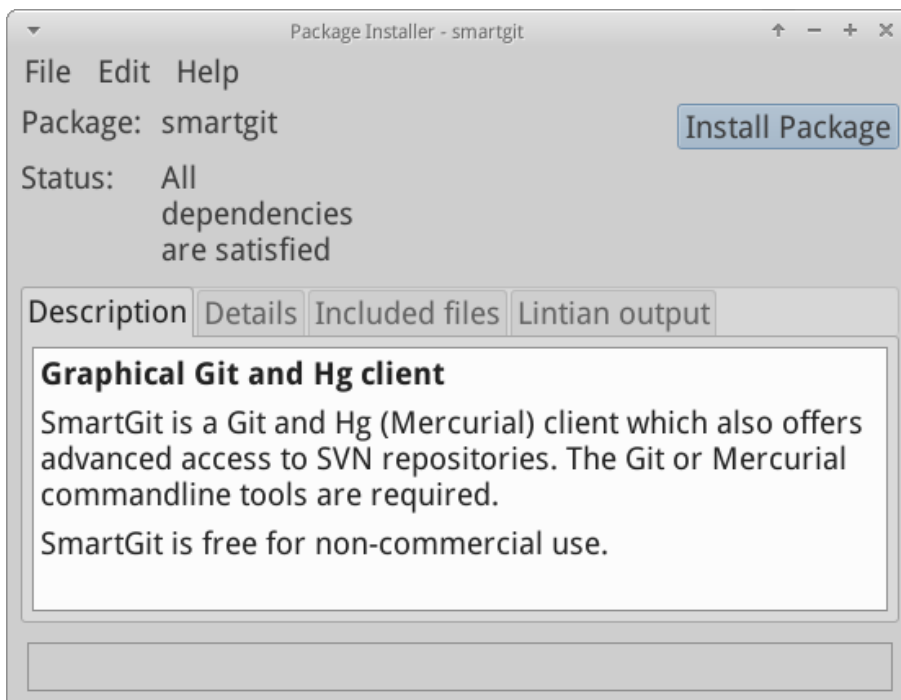 Package Installer - smartgit
File Edit Help
Package: smartgit
Install Package
Status: All
dependencies
are satisfied
Description Details Included files Lintian output
Graphical Git and Hg client
SmartGit is a Git and Hg (Mercurial) client which also offers
advanced access to SVN repositories. The Git or Mercurial
commandline tools are required.
SmartGit is free for non-commercial use.